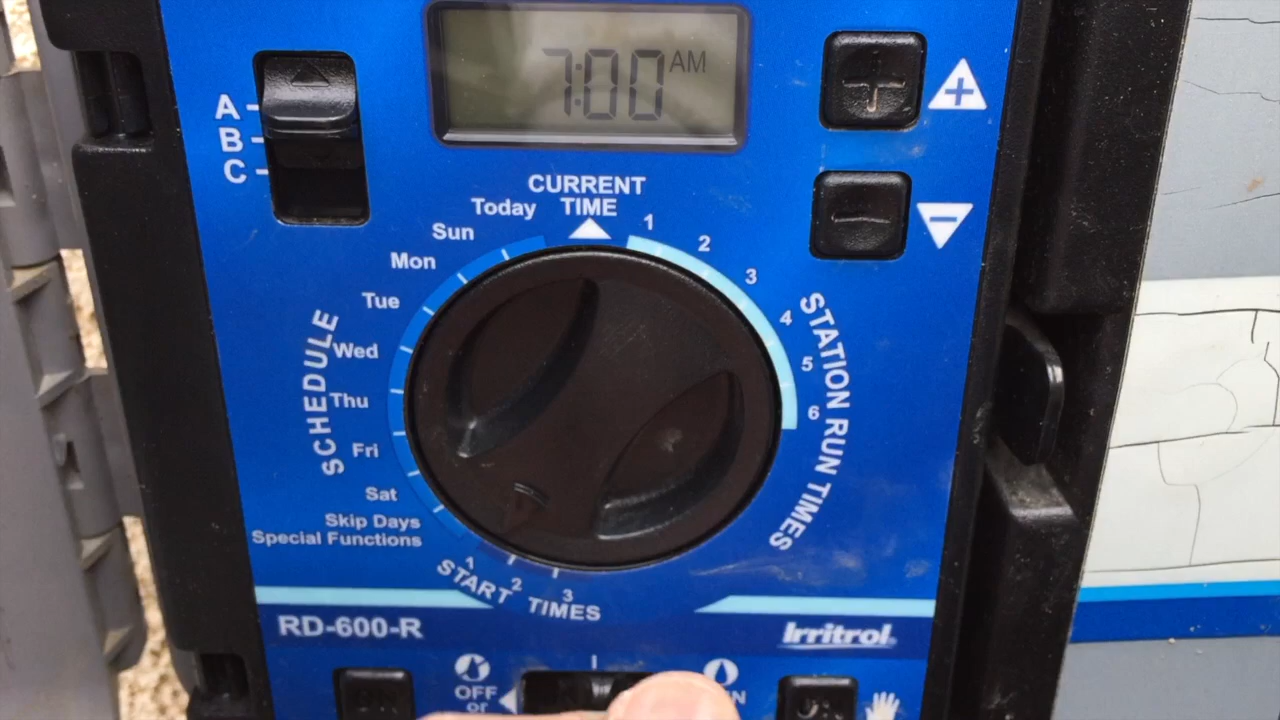 7:00 AM
A
B
C
CURRENT
TIME
Today
Sun
Mon
Tue
Wed
Thu
Fri
Sat
Skip Days
Special Functions
SCHEDULE
1
2
3
4
5
6
STATION RUN TIMES
1
2
3
START TIMES
RD-600-R
Irritrol
OFF
or